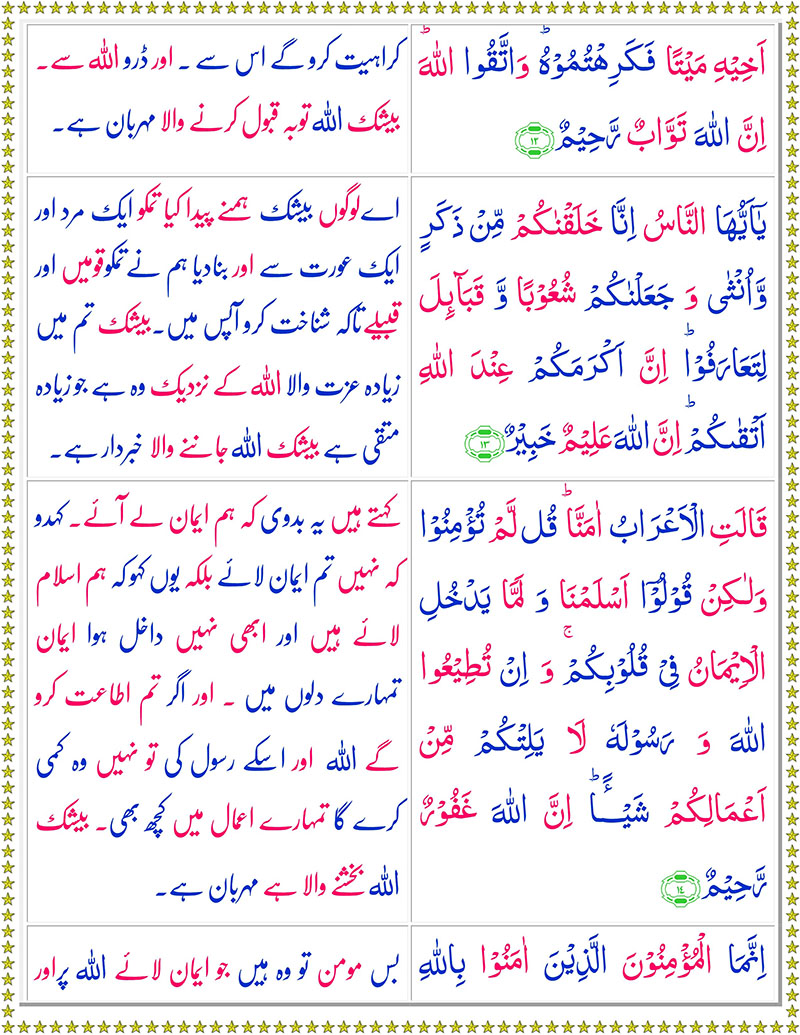 اَخِيْهِ مَيْتًا فَكَرِهْتُمُوْهُ ؕ وَاتَّقُوا اللّٰهَ ؕ
اِنَّ اللّٰهَ تَوَّابٌ رَّحِيْمٌ ۱۲
کراہیت کرو گے اس سے ۔ اور ڈرو اللہ سے۔
بیشک اللہ توبہ قبول کرنے والا مہربان ہے۔
يٰۤاَيُّهَا النَّاسُ اِنَّا خَلَقْنٰكُمْ مِّنْ ذَكَرٍ
وَّاُنْثٰى وَ جَعَلْنٰكُمْ شُعُوْبًا وَّ قَبَآئِلَ
لِتَعَارَفُوْا ؕ اِنَّ اَكْرَمَكُمْ عِنْدَ اللّٰهِ
اَتْقٰىكُمْ ؕ اِنَّ اللّٰهَ عَلِيْمٌ خَبِيْرٌ ۱۳
اے لوگوں بیشک ہمنے پیدا کیا تمکو ایک مرد اور
ایک عورت سے اور بنادیا ہم نے تمکو قومیں اور
قبیلے تاکہ شناخت کرو آپس میں۔ بیشک تم میں
زیادہ عزت والا اللہ کے نزدیک وہ ہے جو زیادہ
متقی ہے بیشک اللہ جاننے والا خبردار ہے۔
قَالَتِ الْاَعْرَابُ اٰمَنَّا ؕ قُل لَّمْ تُؤْمِنُوْا
وَلٰكِنْ قُوْلُوْۤا اَسْلَمْنَا وَ لَمَّا يَدْخُلِ
الْاِيْمَانُ فِىْ قُلُوْبِكُمْ ۚ وَ اِنْ تُطِيْعُوا
اللّٰهَ وَ رَسُوْلَهٗ لَا يَلِتْكُمْ مِّنْ
اَعْمَالِكُمْ شَيْـــًٔا ؕ اِنَّ اللّٰهَ غَفُوْرٌ
رَّحِيْمٌ ۱٤
کہتے ہیں یہ بدوی کہ ہم ایمان لے آئے۔ کہدو
کہ نہیں تم ایمان لائے بلکہ یوں کہو کہ ہم اسلام
لائے ہیں اور ابھی نہیں داخل ہوا ایمان
تمہارے دلوں میں ۔ اور اگر تم اطاعت کرو
گے اللہ اور اسکے رسول کی تو نہیں وہ کمی
کرے گا تمہارے اعمال میں کچھ بھی۔ بیشک
اللہ بخشنے والا ہے مہربان ہے۔
اِنَّمَا الْمُؤْمِنُوْنَ الَّذِيْنَ اٰمَنُوْا بِاللّٰهِ
بس مومن تو وہ ہیں جو ایمان لائے اللہ پر اور